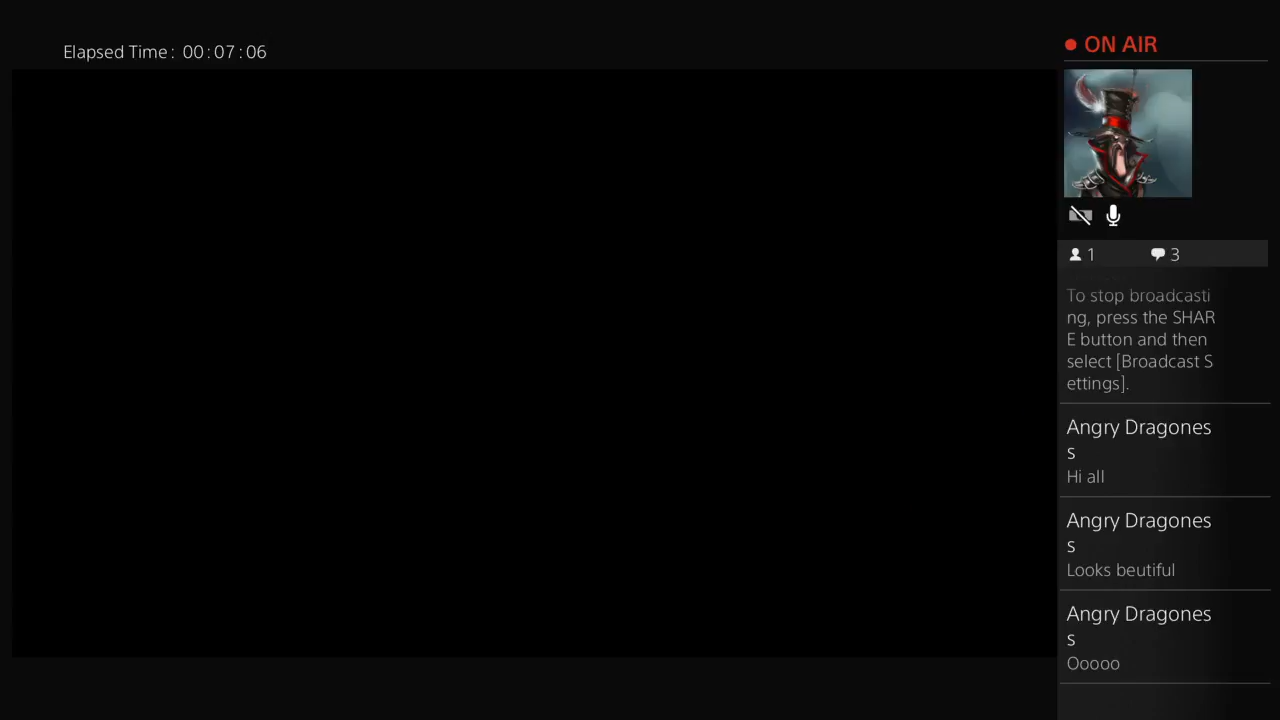 Elapsed Time: 00:07:06
ON AIR
1 3
To stop broadcasti
ng, press the SHAR
E button and then
select [Broadcast S
ettings].
Angry Dragones
s
Hi all
Angry Dragones
s
Looks beutiful
Angry Dragones
s
Ooooo